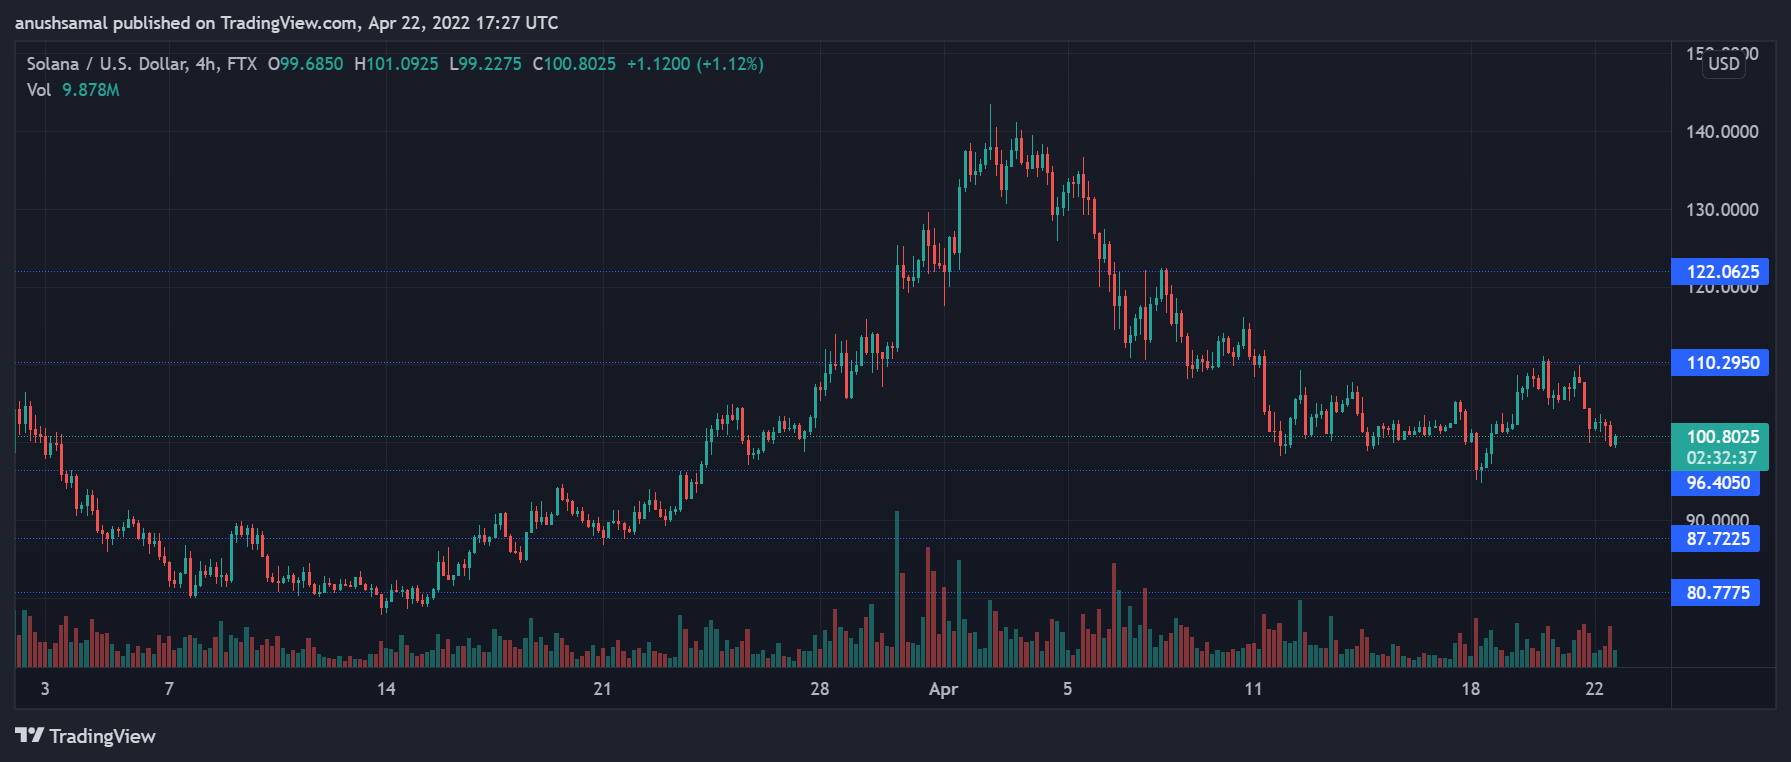 anushsamal published on TradingView.com, Apr 22, 2022 17:27 UTC
Solana / U.S. Dollar, 4h, FTX O99.6850 H101.0925 L99.2275 C100.8025 +1.1200 (+1.12%)
Vol 9.878M
USD
140.0000
130.0000
122.0625
120.0000
110.2950
100.8025
02:32:37
96.4050
90.0000
87.7225
80.7775
3 7 14 21 28 Apr 5 11 18 22
TradingView